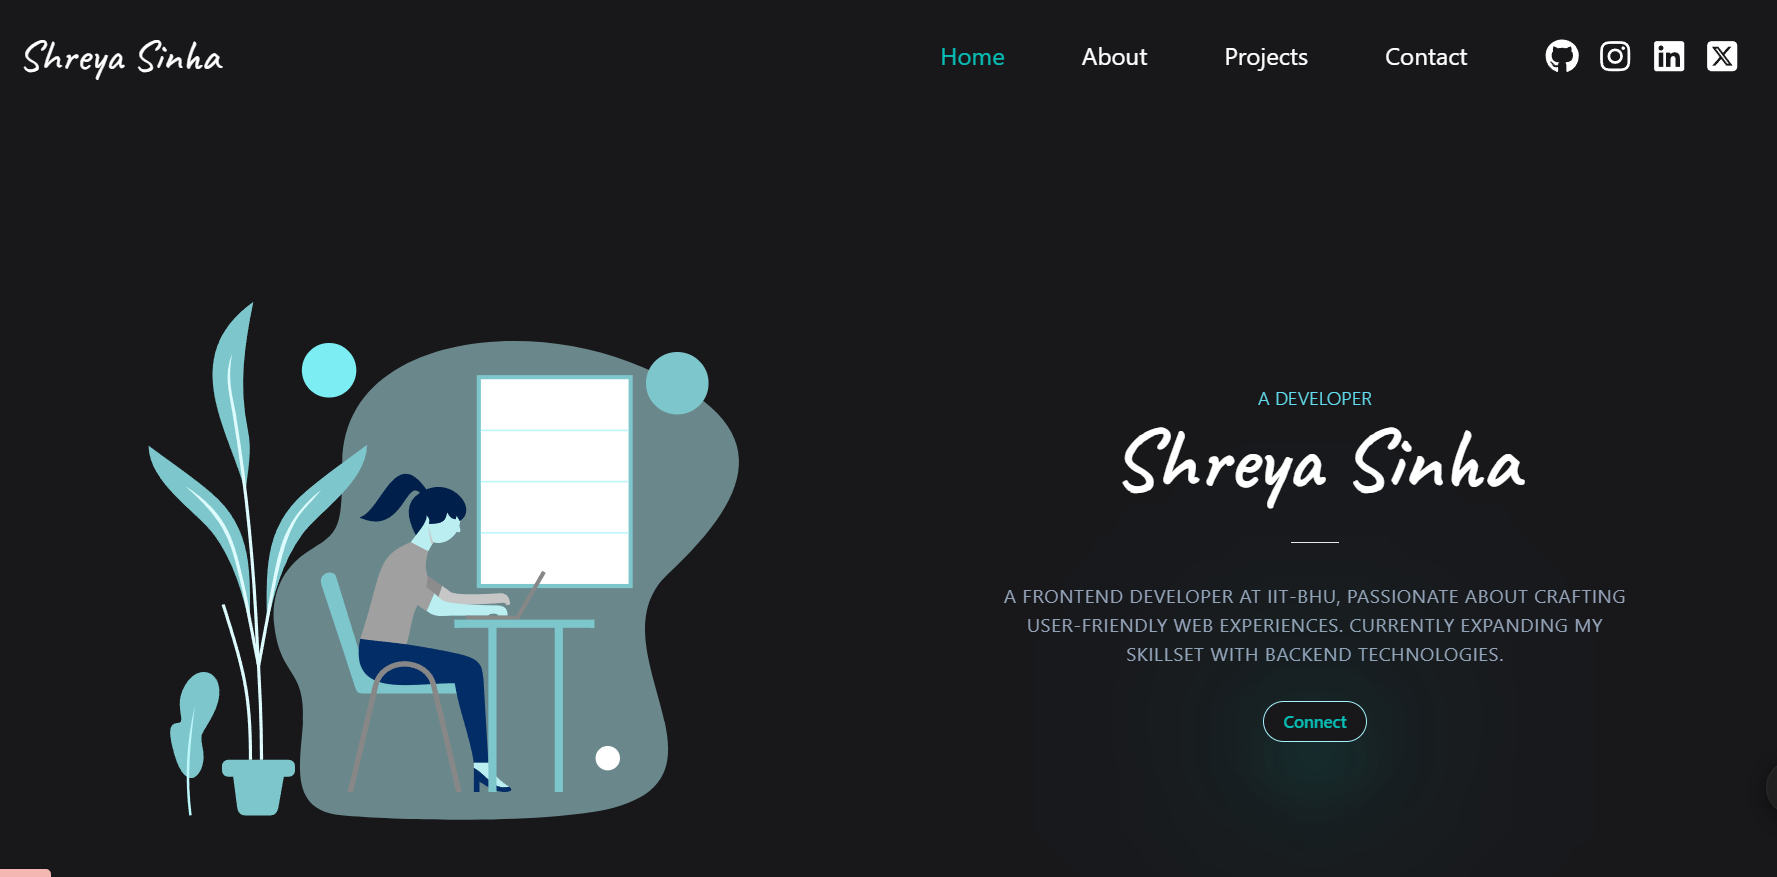 Shreya Sinha
Home About Projects Contact
A DEVELOPER
Shreya Sinha
A FRONTEND DEVELOPER AT IIT-BHU, PASSIONATE ABOUT CRAFTING
USER-FRIENDLY WEB EXPERIENCES. CURRENTLY EXPANDING MY
SKILLSET WITH BACKEND TECHNOLOGIES.
Connect